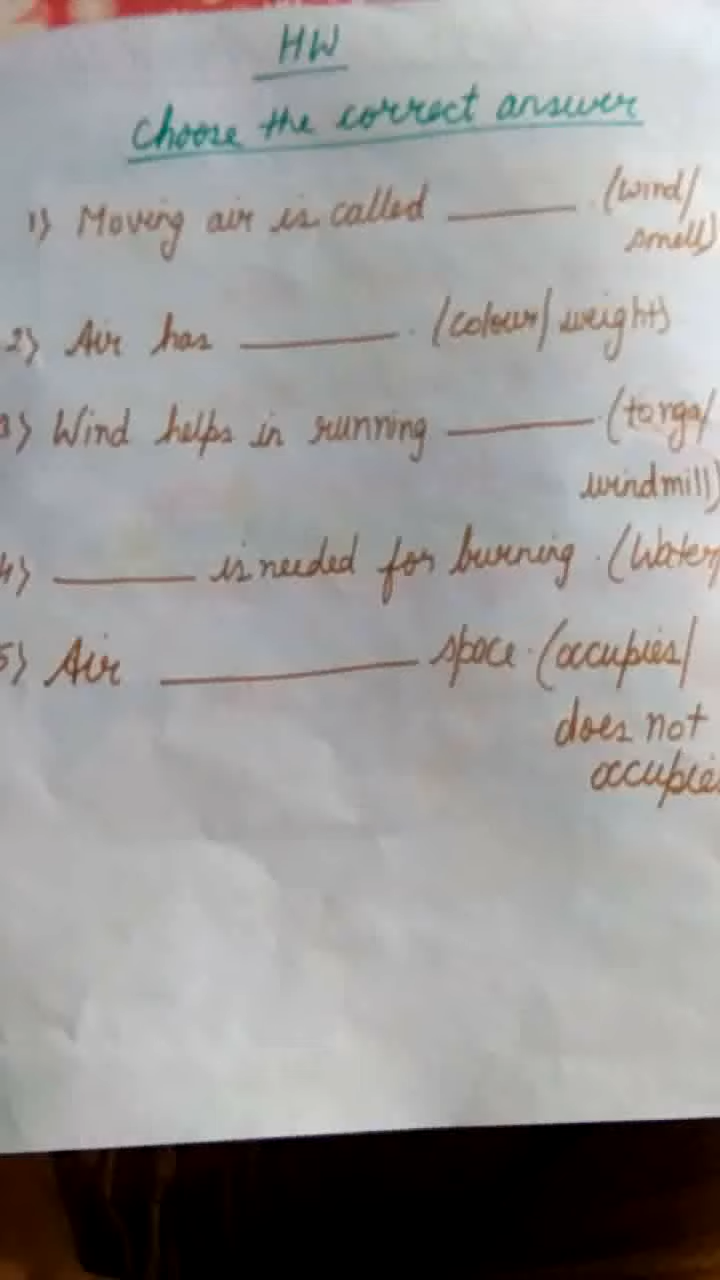 HW
Choose the correct answer
1) Moving air is called ______ . (wind/
smell)
2) Air has ______ . (colour/weight)
3) Wind helps in running ______ . (tonga/
windmill)
4) ______ is needed for burning . (Water/
5) Air ______ space . (occupies/
does not
occupies